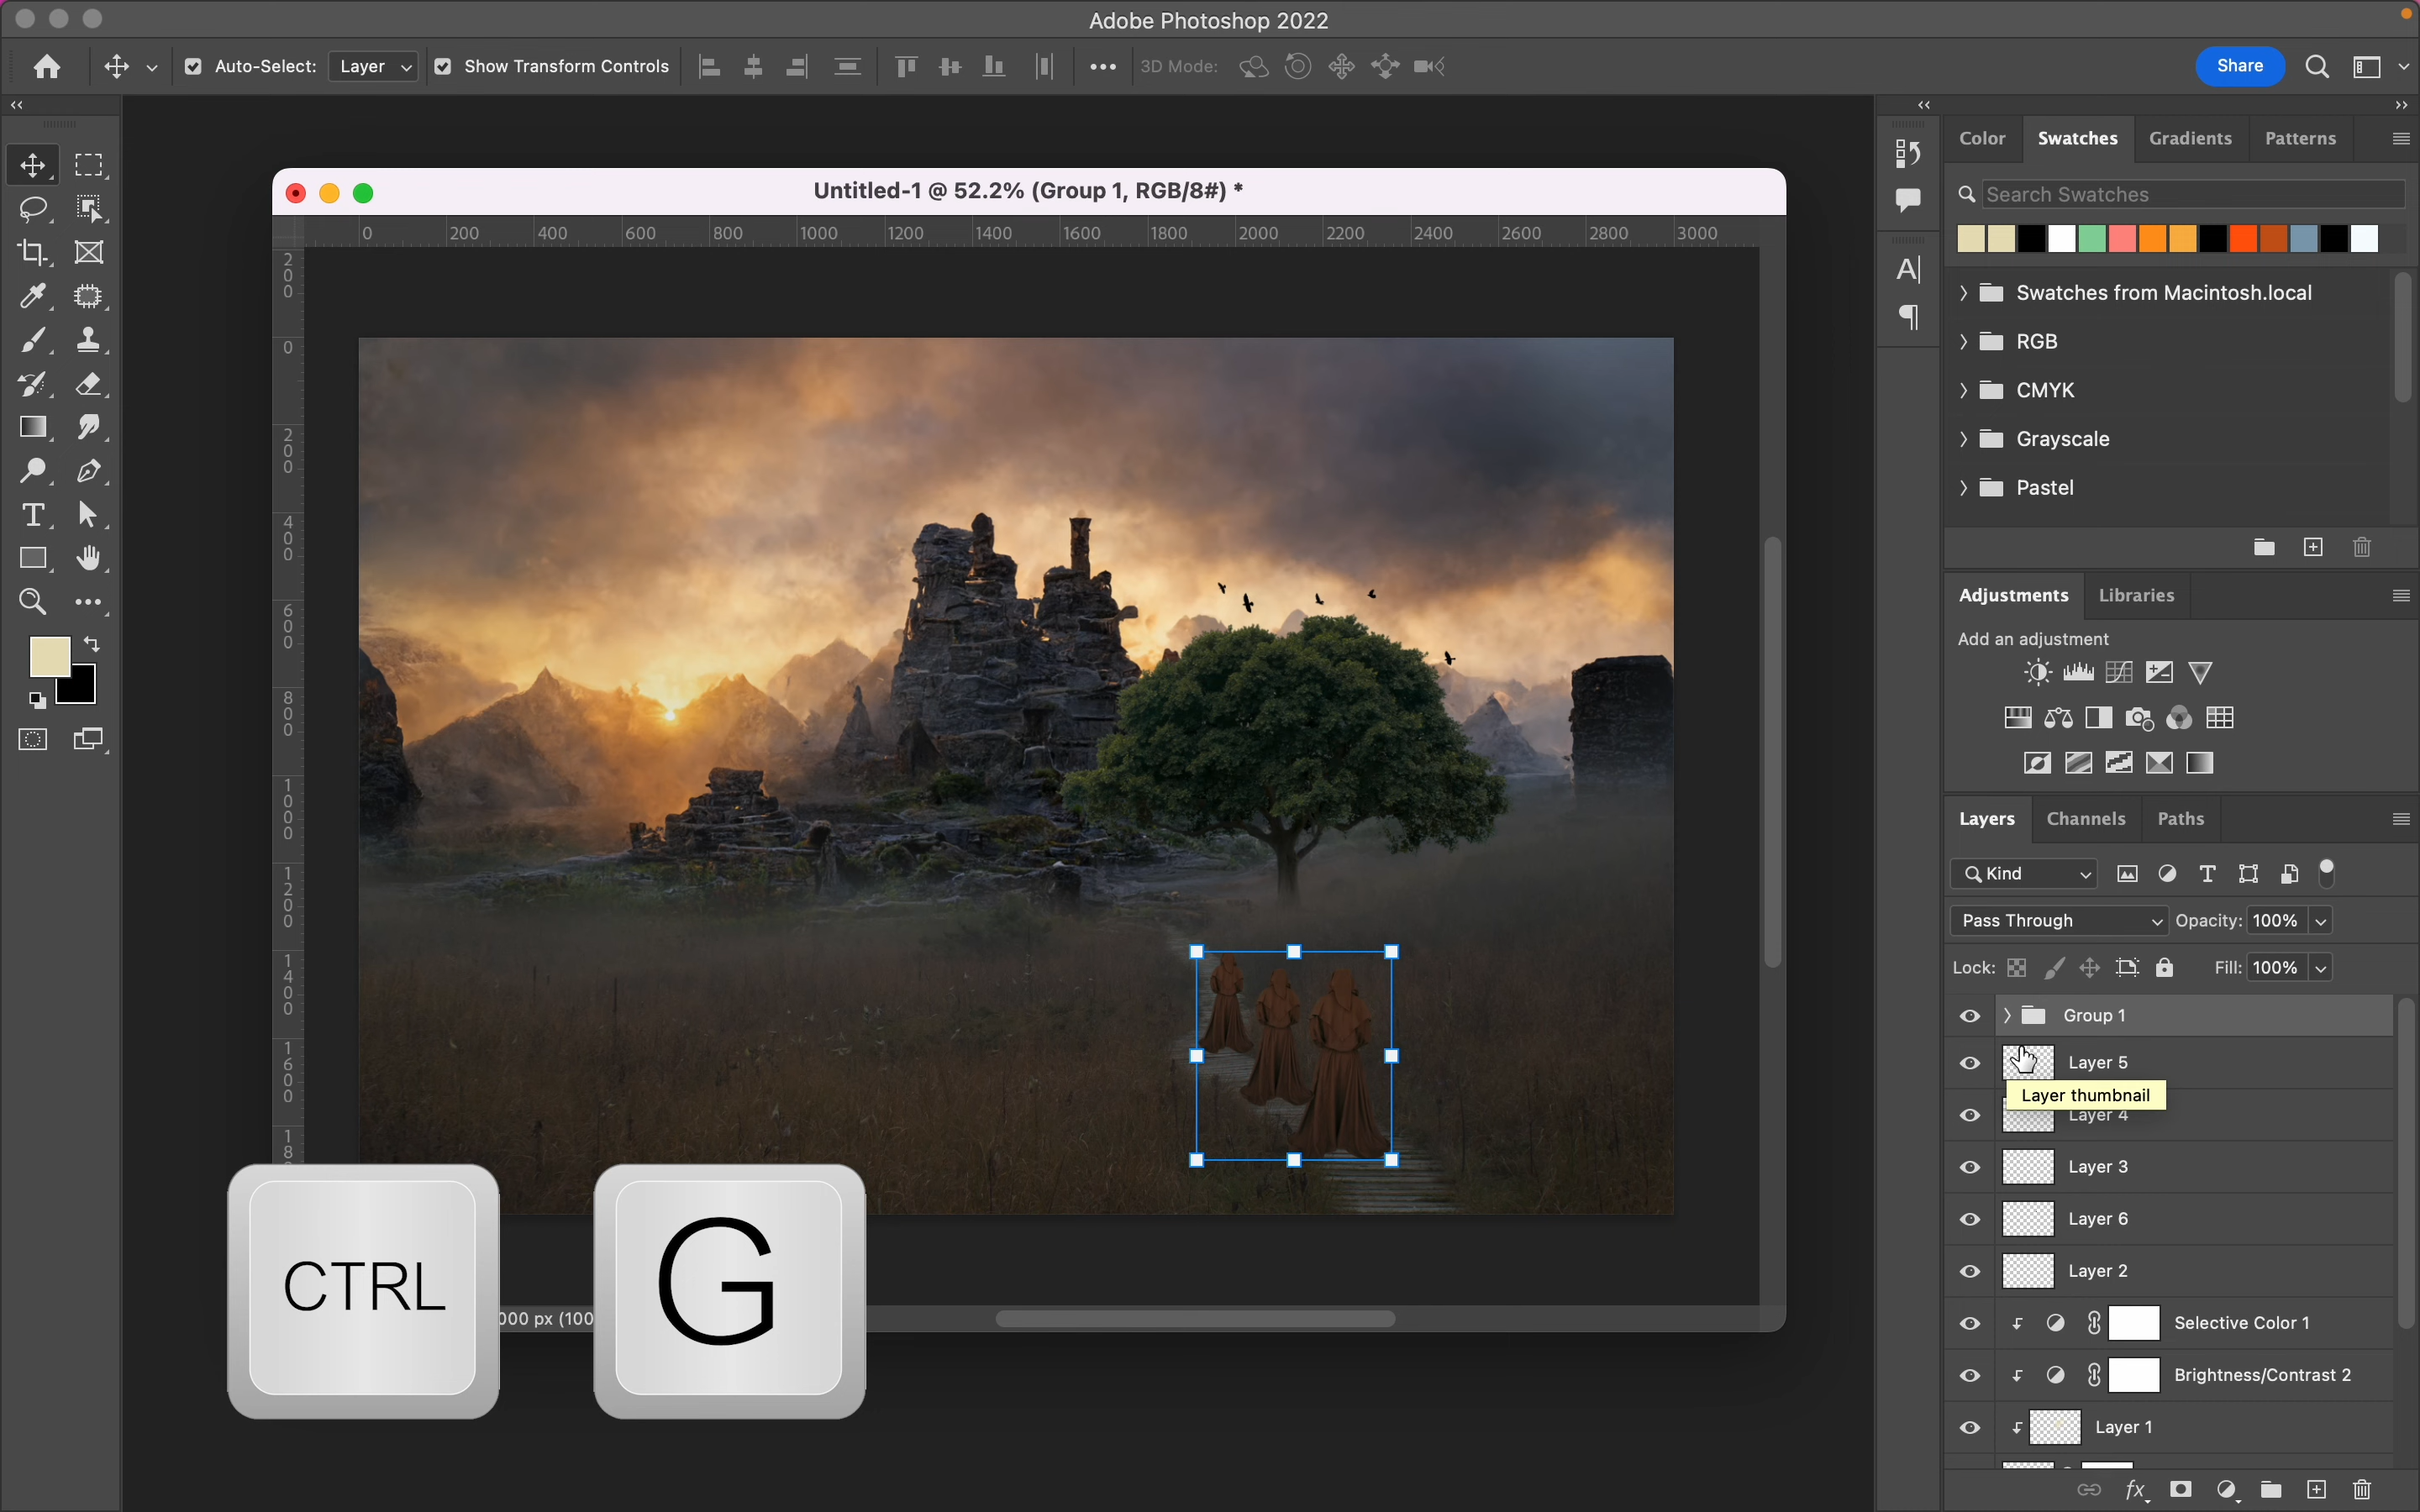 Adobe Photoshop 2022
Auto-Select: Layer Show Transform Controls 3D Mode: Share
Untitled-1 @ 52.2% (Group 1, RGB/8#) *
0 200 400 600 800 1000 1200 1400 1600 1800 2000 2200 2400 2600 2800 3000
200
0
200
400
600
800
1000
1200
1400
1600
18
000 px (100
CTRL
G
Color Swatches Gradients Patterns
Search Swatches
Swatches from Macintosh.local
RGB
CMYK
Grayscale
Pastel
Adjustments Libraries
Add an adjustment
Layers Channels Paths
Kind
Pass Through Opacity: 100%
Lock: Fill: 100%
Group 1
Layer 5
Layer thumbnail
Layer 4
Layer 3
Layer 6
Layer 2
Selective Color 1
Brightness/Contrast 2
Layer 1
fx